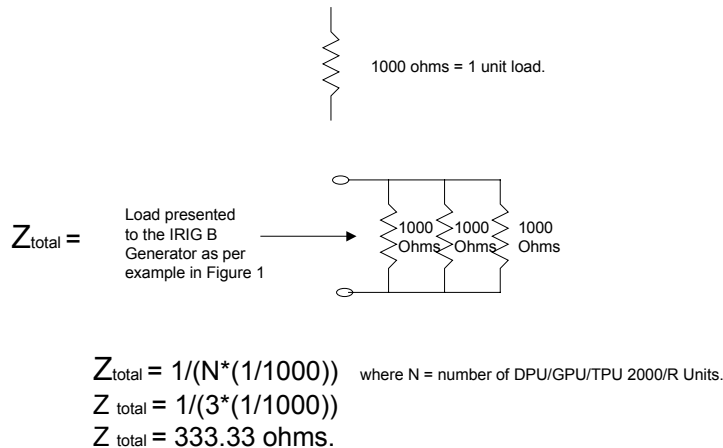 1000 ohms = 1 unit load.
Ztotal =
Load presented
to the IRIG B
Generator as per
example in Figure 1
1000
Ohms
1000
Ohms
1000
Ohms
Ztotal = 1/(N*(1/1000)) where N = number of DPU/GPU/TPU 2000/R Units.
Z total = 1/(3*(1/1000))
Z total = 333.33 ohms.